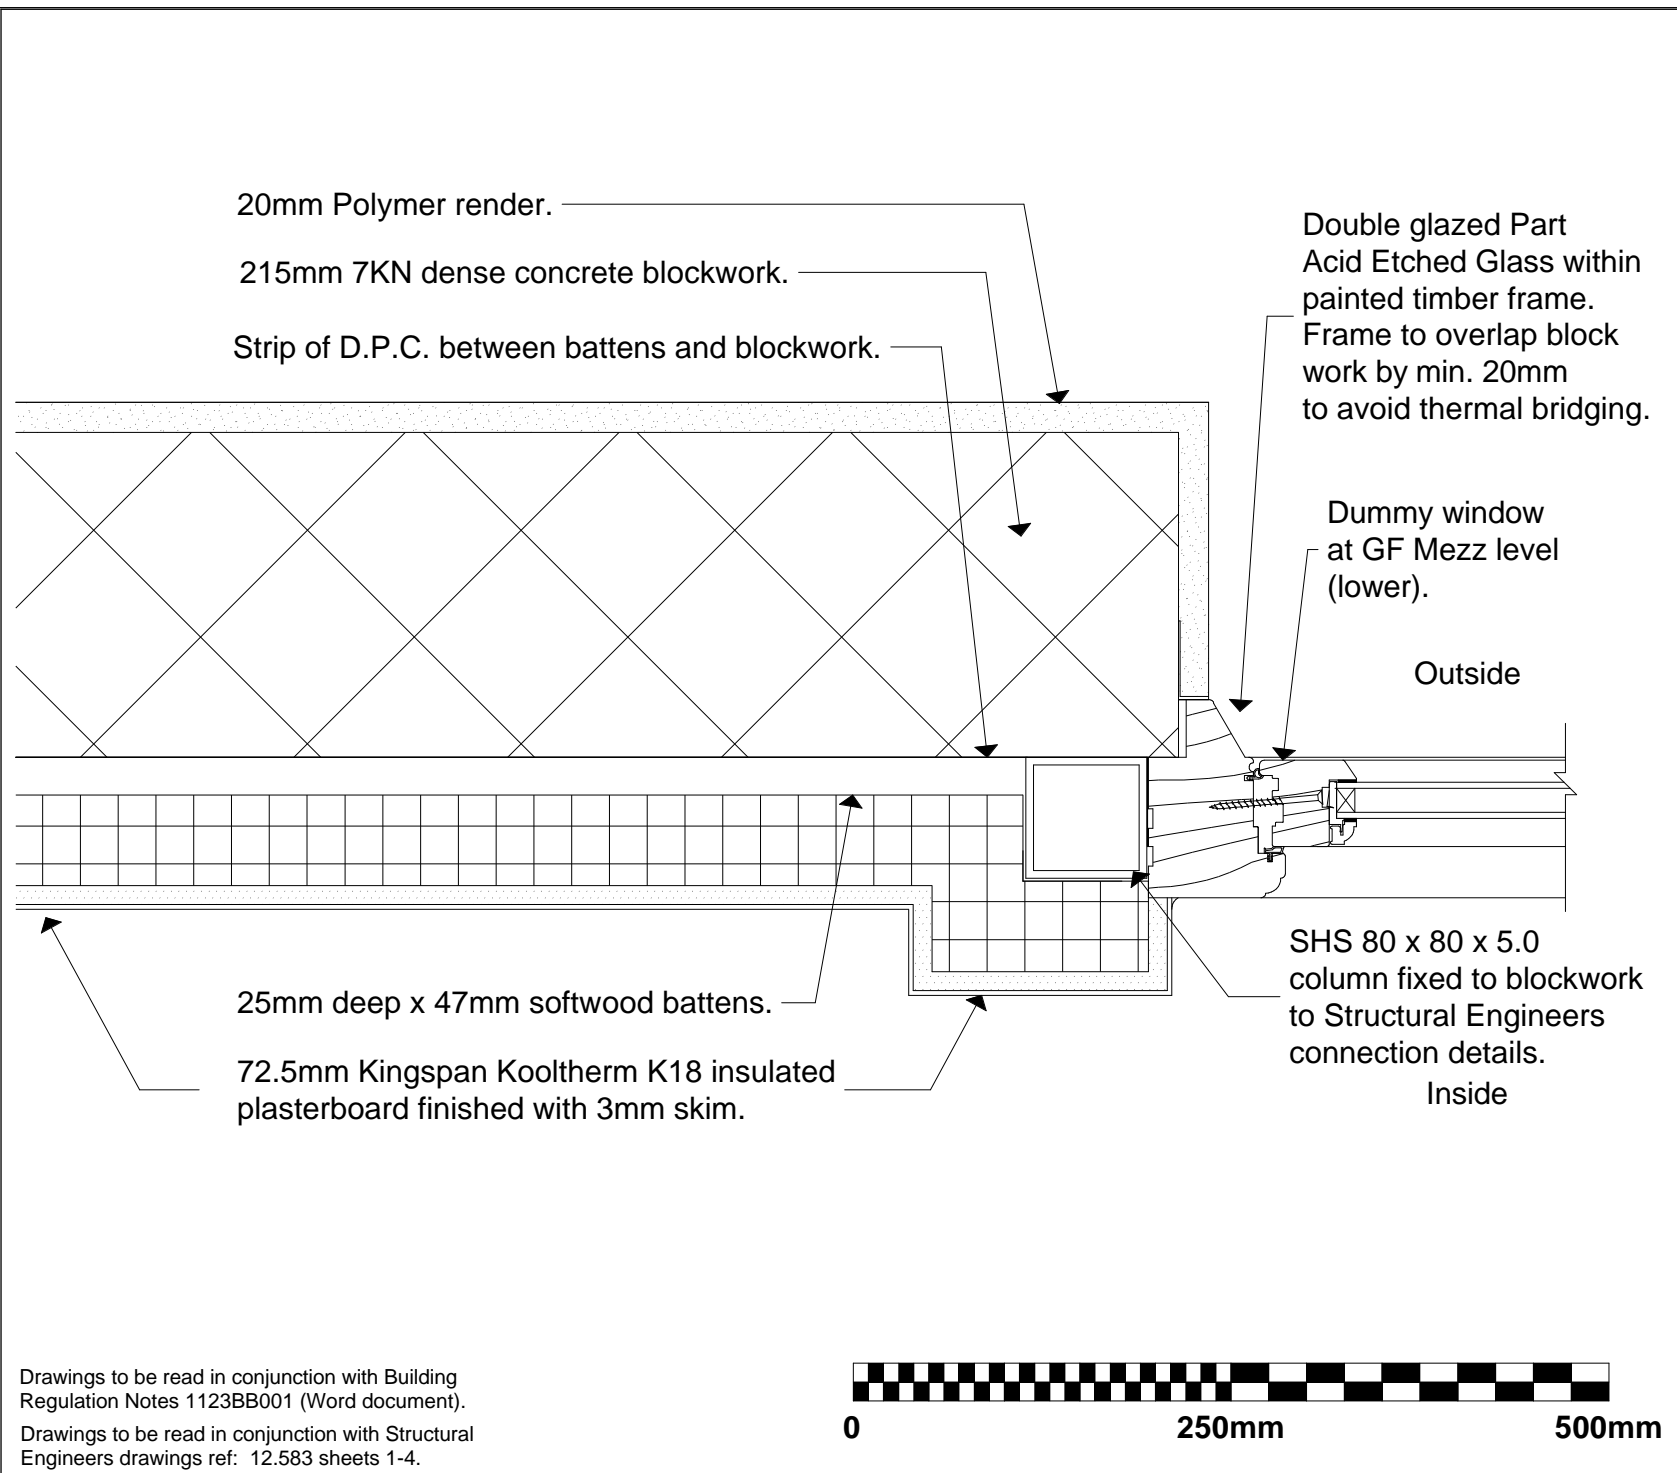 20mm Polymer render.
215mm 7KN dense concrete blockwork.
Strip of D.P.C. between battens and blockwork.
Double glazed Part
Acid Etched Glass within
painted timber frame.
Frame to overlap block
work by min. 20mm
to avoid thermal bridging.
Dummy window
at GF Mezz level
(lower).
Outside
25mm deep x 47mm softwood battens.
72.5mm Kingspan Kooltherm K18 insulated
plasterboard finished with 3mm skim.
SHS 80 x 80 x 5.0
column fixed to blockwork
to Structural Engineers
connection details.
Inside
Drawings to be read in conjunction with Building
Regulation Notes 1123BB001 (Word document).
Drawings to be read in conjunction with Structural
Engineers drawings ref: 12.583 sheets 1-4.
0 250mm 500mm